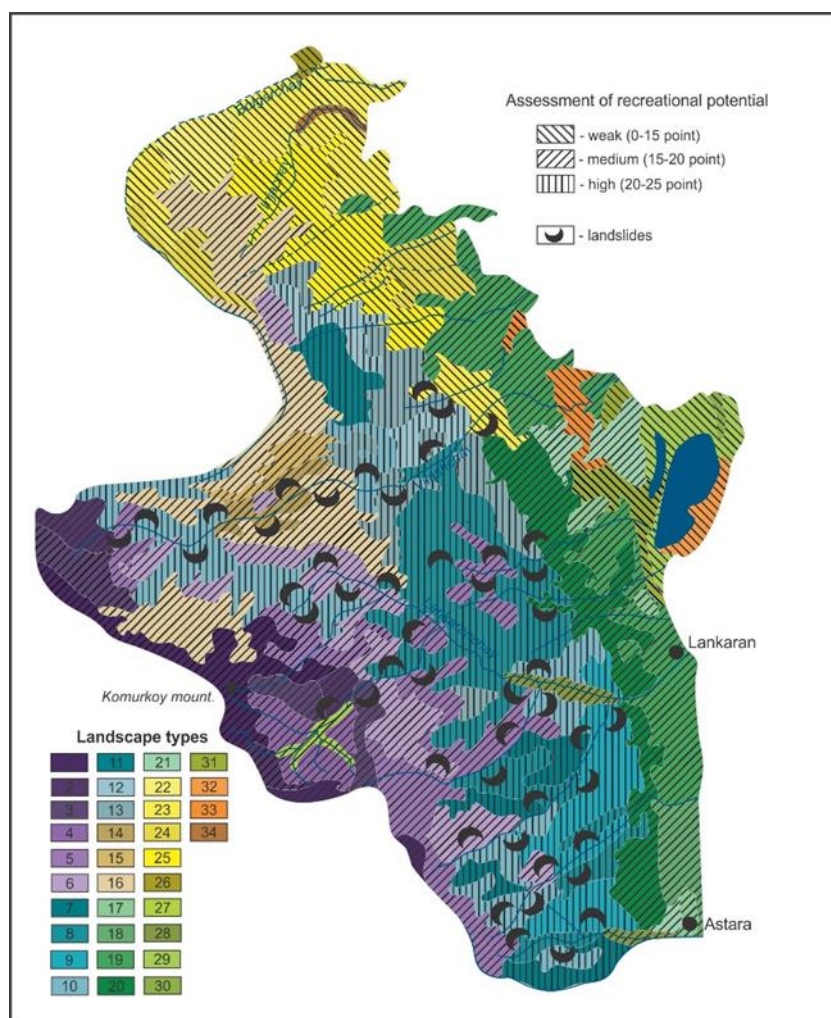 Assessment of recreational potential
- weak (0-15 point)
- medium (15-20 point)
- high (20-25 point)
- landslides
Lankaran
Komurkoy mount.
Astara
Landscape types
1 11 21 31
2 12 22 32
3 13 23 33
4 14 24 34
5 15 25
6 16 26
7 17 27
8 18 28
9 19 29
10 20 30